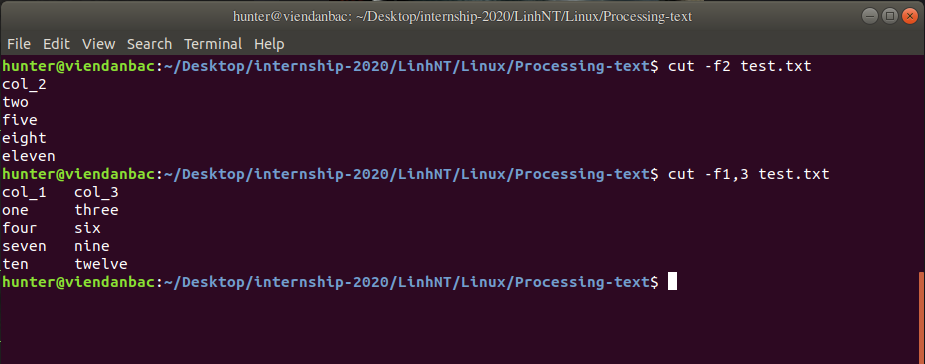 hunter@viendanbac: ~/Desktop/internship-2020/LinhNT/Linux/Processing-text
File Edit View Search Terminal Help
hunter@viendanbac:~/Desktop/internship-2020/LinhNT/Linux/Processing-text$ cut -f2 test.txt
col_2
two
five
eight
eleven
hunter@viendanbac:~/Desktop/internship-2020/LinhNT/Linux/Processing-text$ cut -f1,3 test.txt
col_1 col_3
one three
four six
seven nine
ten twelve
hunter@viendanbac:~/Desktop/internship-2020/LinhNT/Linux/Processing-text$